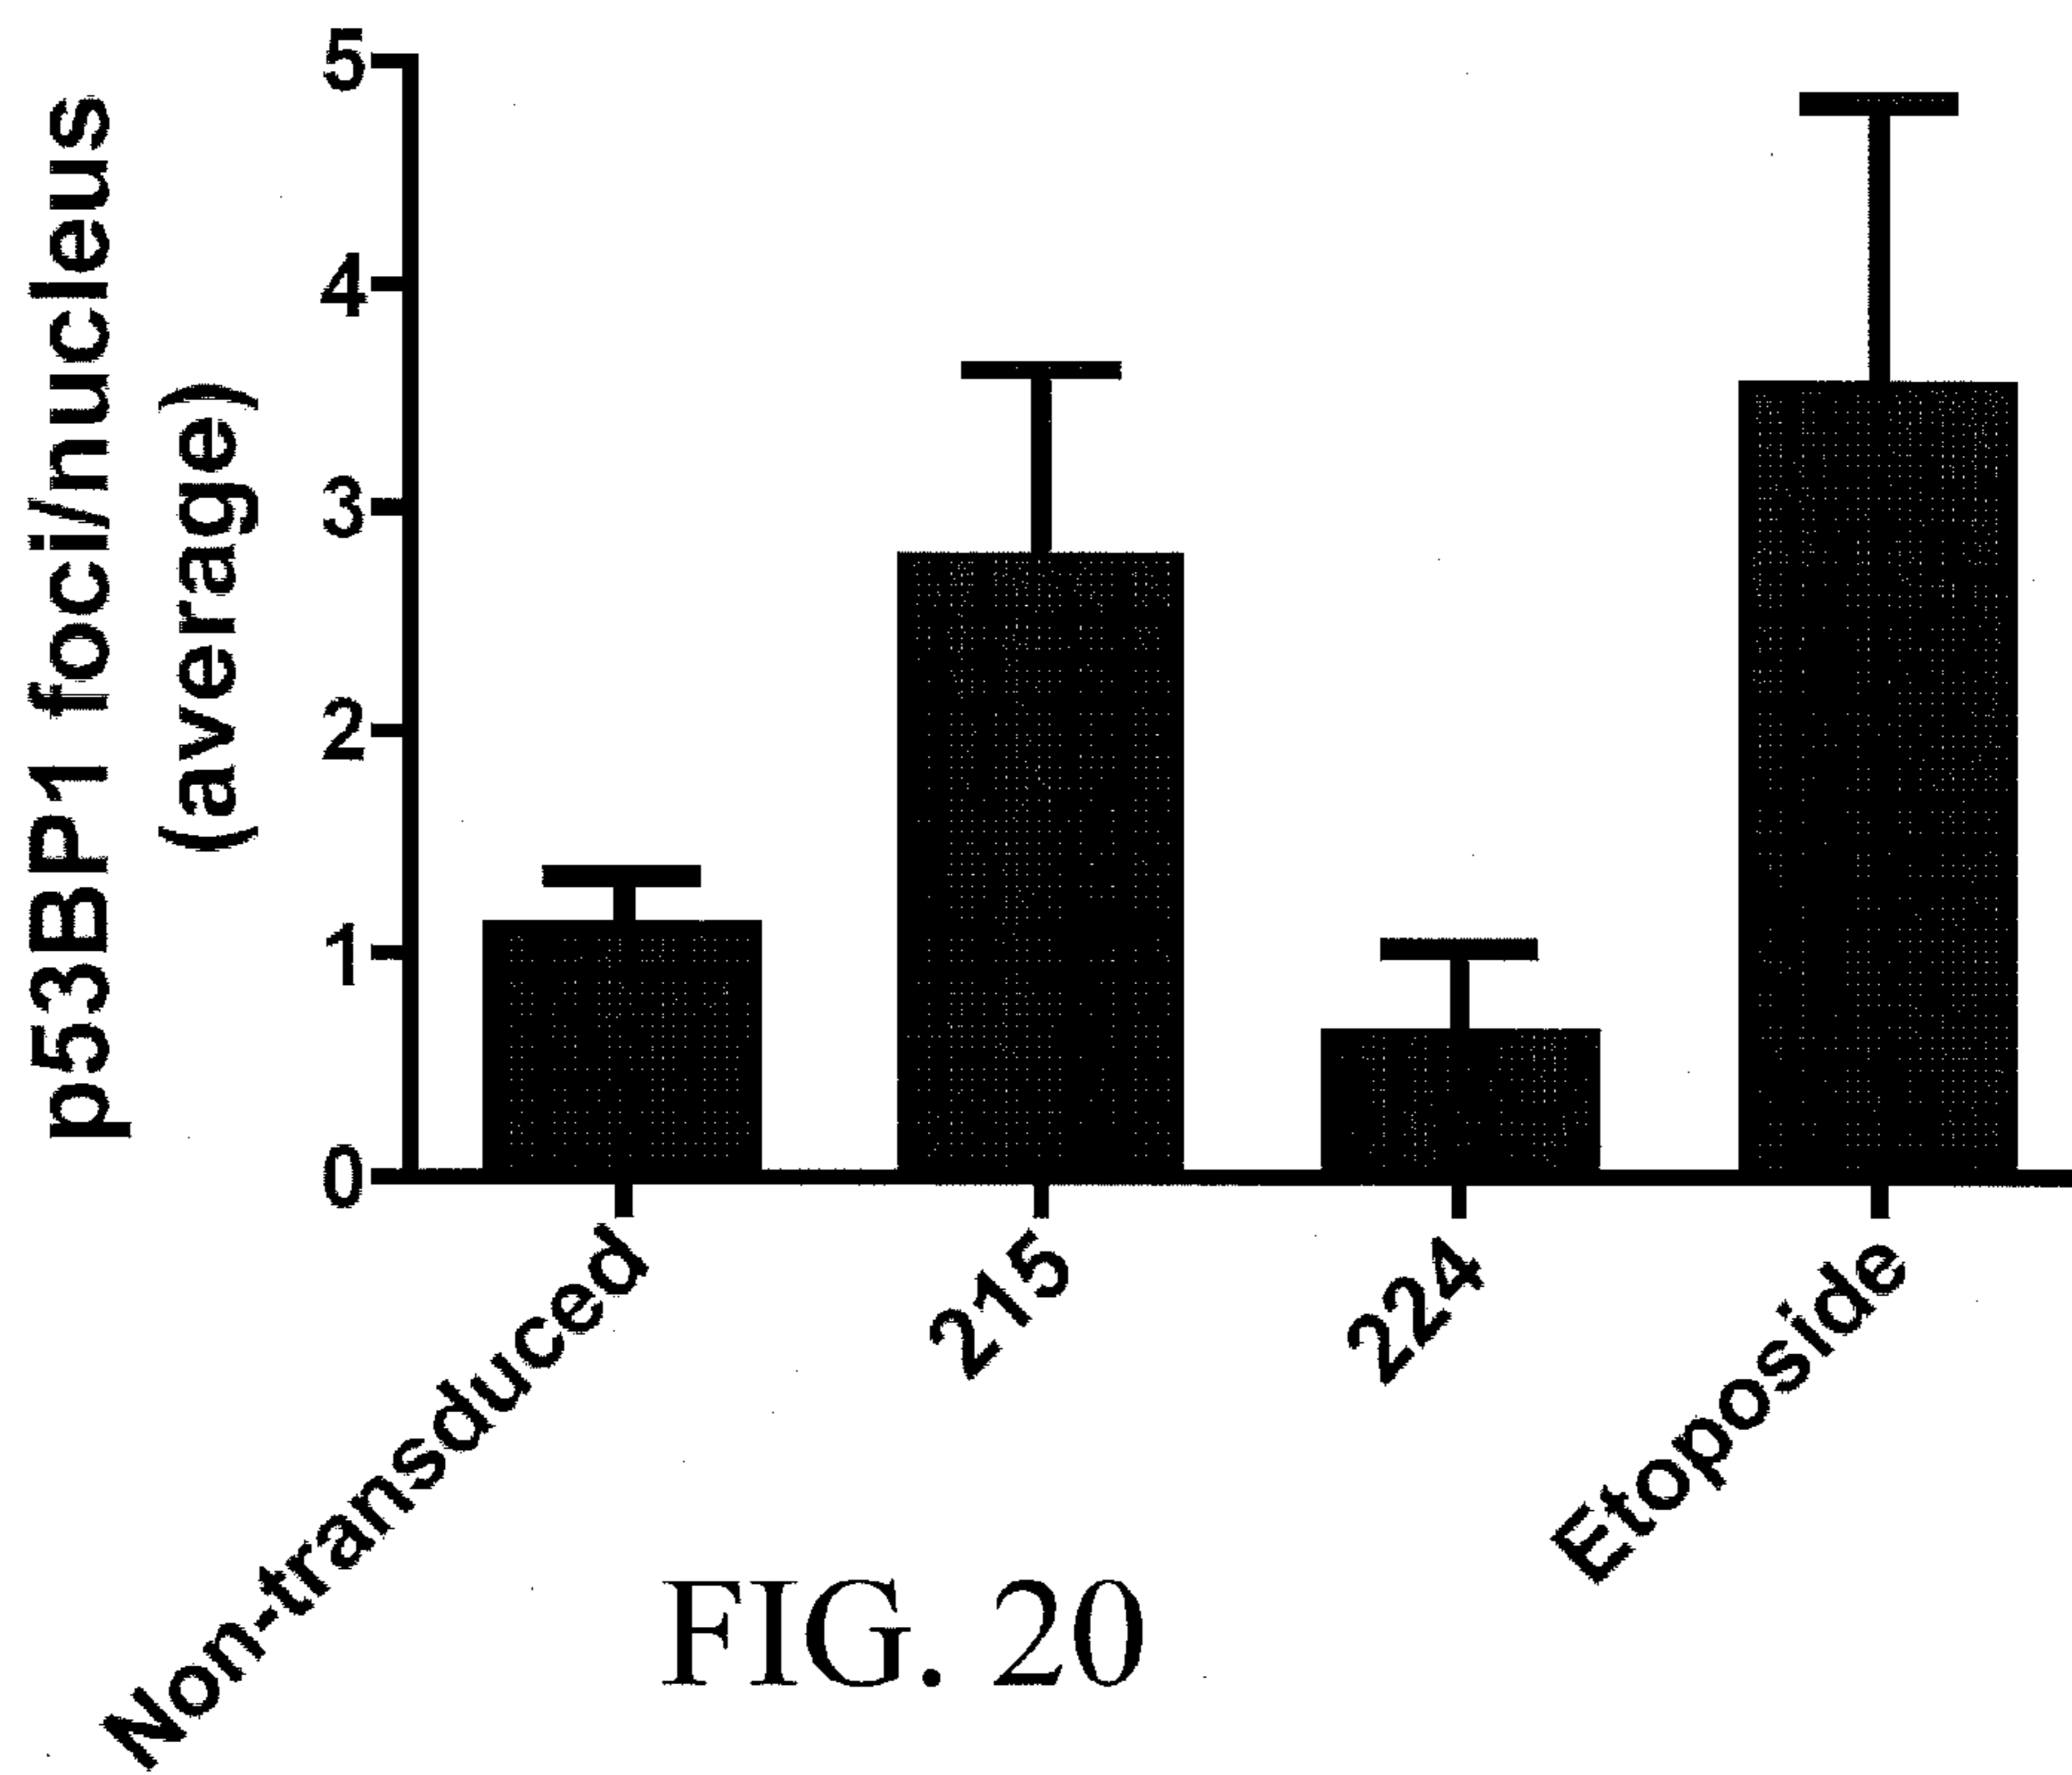 p53BP1 foci/nucleus
(average)
5
4
3
2
1
0
Non-transduced
215
224
Etoposide
FIG. 20